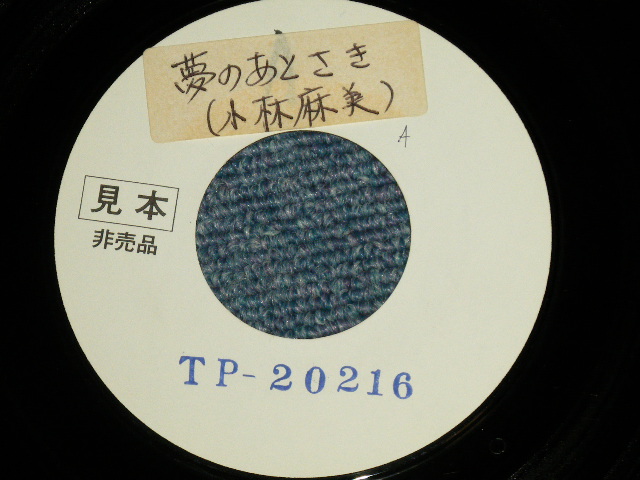 夢のあとさき
(小林麻美)
A
見本
非売品
TP-20216